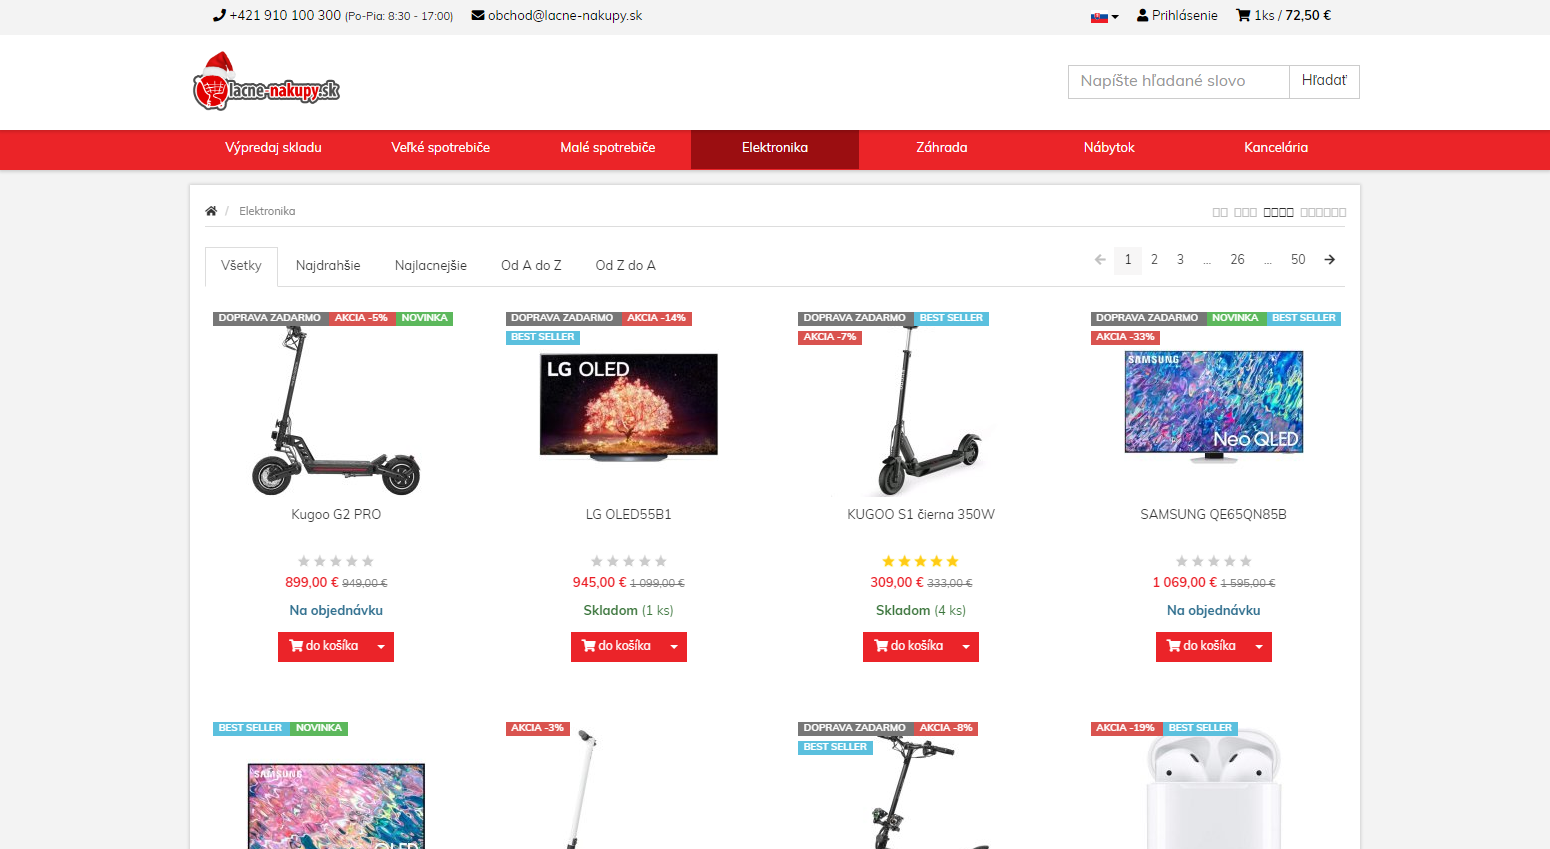 +421 910 100 300 (Po-Pia: 8:30 - 17:00) obchod@lacne-nakupy.sk Prihlásenie 1ks / 72,50 €
lacne-nakupy.sk
Napíšte hľadané slovo Hľadať
Výpredaj skladu Veľké spotrebiče Malé spotrebiče Elektronika Záhrada Nábytok Kancelária
/ Elektronika
Všetky Najdrahšie Najlacnejšie Od A do Z Od Z do A
← 1 2 3 ... 26 ... 50 →
DOPRAVA ZADARMO AKCIA -5% NOVINKA
DOPRAVA ZADARMO AKCIA -14%
BEST SELLER
DOPRAVA ZADARMO BEST SELLER
AKCIA -7%
DOPRAVA ZADARMO NOVINKA BEST SELLER
AKCIA -33%
LG OLED
SAMSUNG
Neo QLED
Kugoo G2 PRO LG OLED55B1 KUGOO S1 čierna 350W SAMSUNG QE65QN85B
899,00 € 949,00 € 945,00 € 1 099,00 € 309,00 € 333,00 € 1 069,00 € 1 595,00 €
Na objednávku Skladom (1 ks) Skladom (4 ks) Na objednávku
do košíka do košíka do košíka do košíka
BEST SELLER NOVINKA
AKCIA -3%
DOPRAVA ZADARMO AKCIA -8%
BEST SELLER
AKCIA -19% BEST SELLER
SAMSUNG